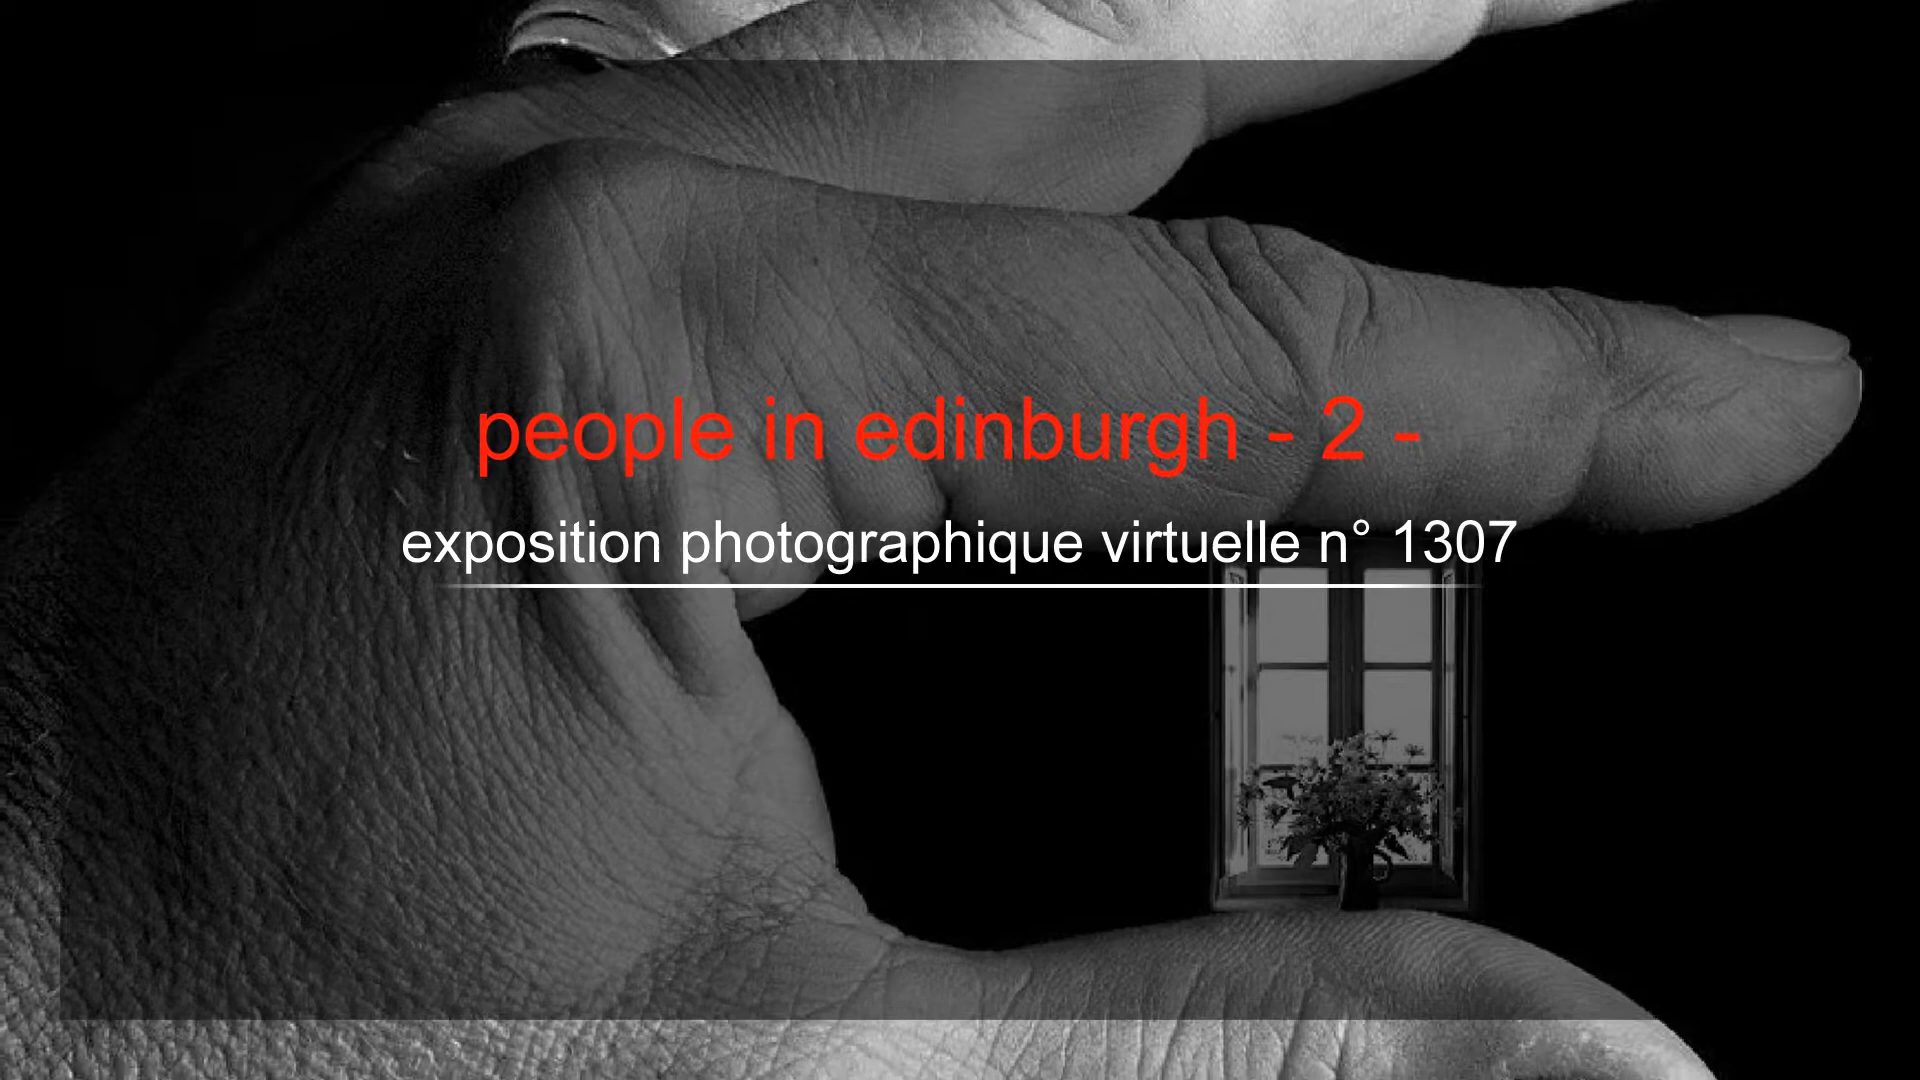 people in edinburgh - 2 -
exposition photographique virtuelle n° 1307